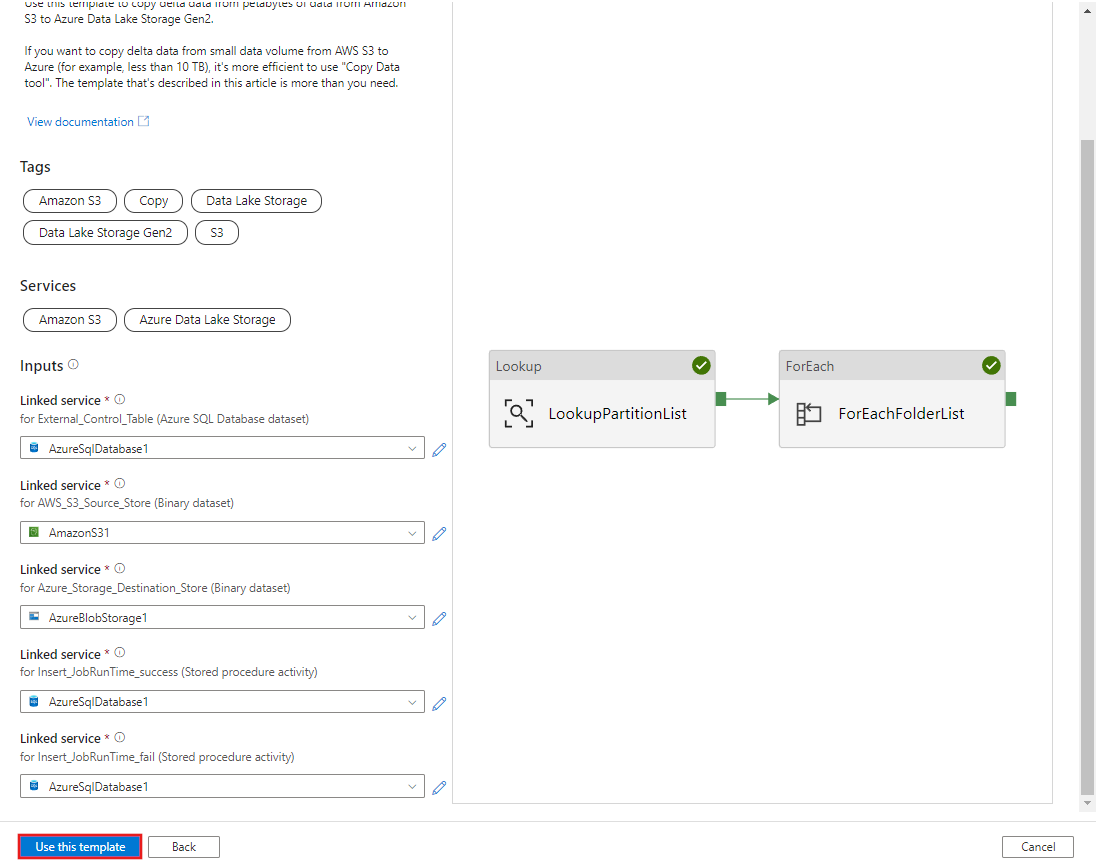 Use this template to copy delta data from petabytes of data from Amazon
S3 to Azure Data Lake Storage Gen2.
If you want to copy delta data from small data volume from AWS S3 to
Azure (for example, less than 10 TB), it's more efficient to use "Copy Data
tool". The template that's described in this article is more than you need.
View documentation
Tags
Amazon S3 Copy Data Lake Storage
Data Lake Storage Gen2 S3
Services
Amazon S3 Azure Data Lake Storage
Inputs
Linked service *
for External_Control_Table (Azure SQL Database dataset)
AzureSqlDatabase1
Linked service *
for AWS_S3_Source_Store (Binary dataset)
AmazonS31
Linked service *
for Azure_Storage_Destination_Store (Binary dataset)
AzureBlobStorage1
Linked service *
for Insert_JobRunTime_success (Stored procedure activity)
AzureSqlDatabase1
Linked service *
for Insert_JobRunTime_fail (Stored procedure activity)
AzureSqlDatabase1
Lookup
LookupPartitionList
ForEach
ForEachFolderList
Use this template Back Cancel